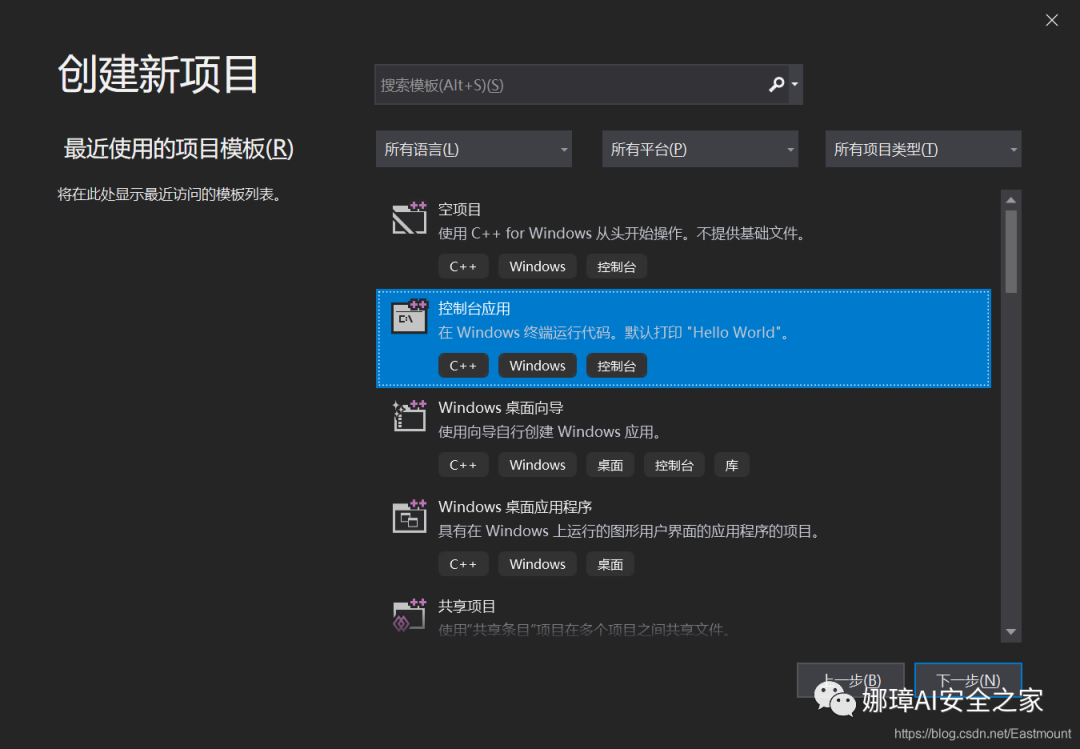 创建新项目
搜索模板(Alt+S)(S)
最近使用的项目模板(R)
所有语言(L)
所有平台(P)
所有项目类型(T)
将在此处显示最近访问的模板列表。
空项目
使用 C++ for Windows 从头开始操作。不提供基础文件。
C++ Windows 控制台
控制台应用
C:\
在 Windows 终端运行代码。默认打印 "Hello World"。
C++ Windows 控制台
Windows 桌面向导
使用向导自行创建 Windows 应用。
C++ Windows 桌面 控制台 库
Windows 桌面应用程序
具有在 Windows 上运行的图形用户界面的应用程序的项目。
C++ Windows 桌面
共享项目
使用"共享条目"项目在多个项目之间共享文件。
上一步(B) 下一步(N)
娜璋AI安全之家
https://blog.csdn.net/Eastmount